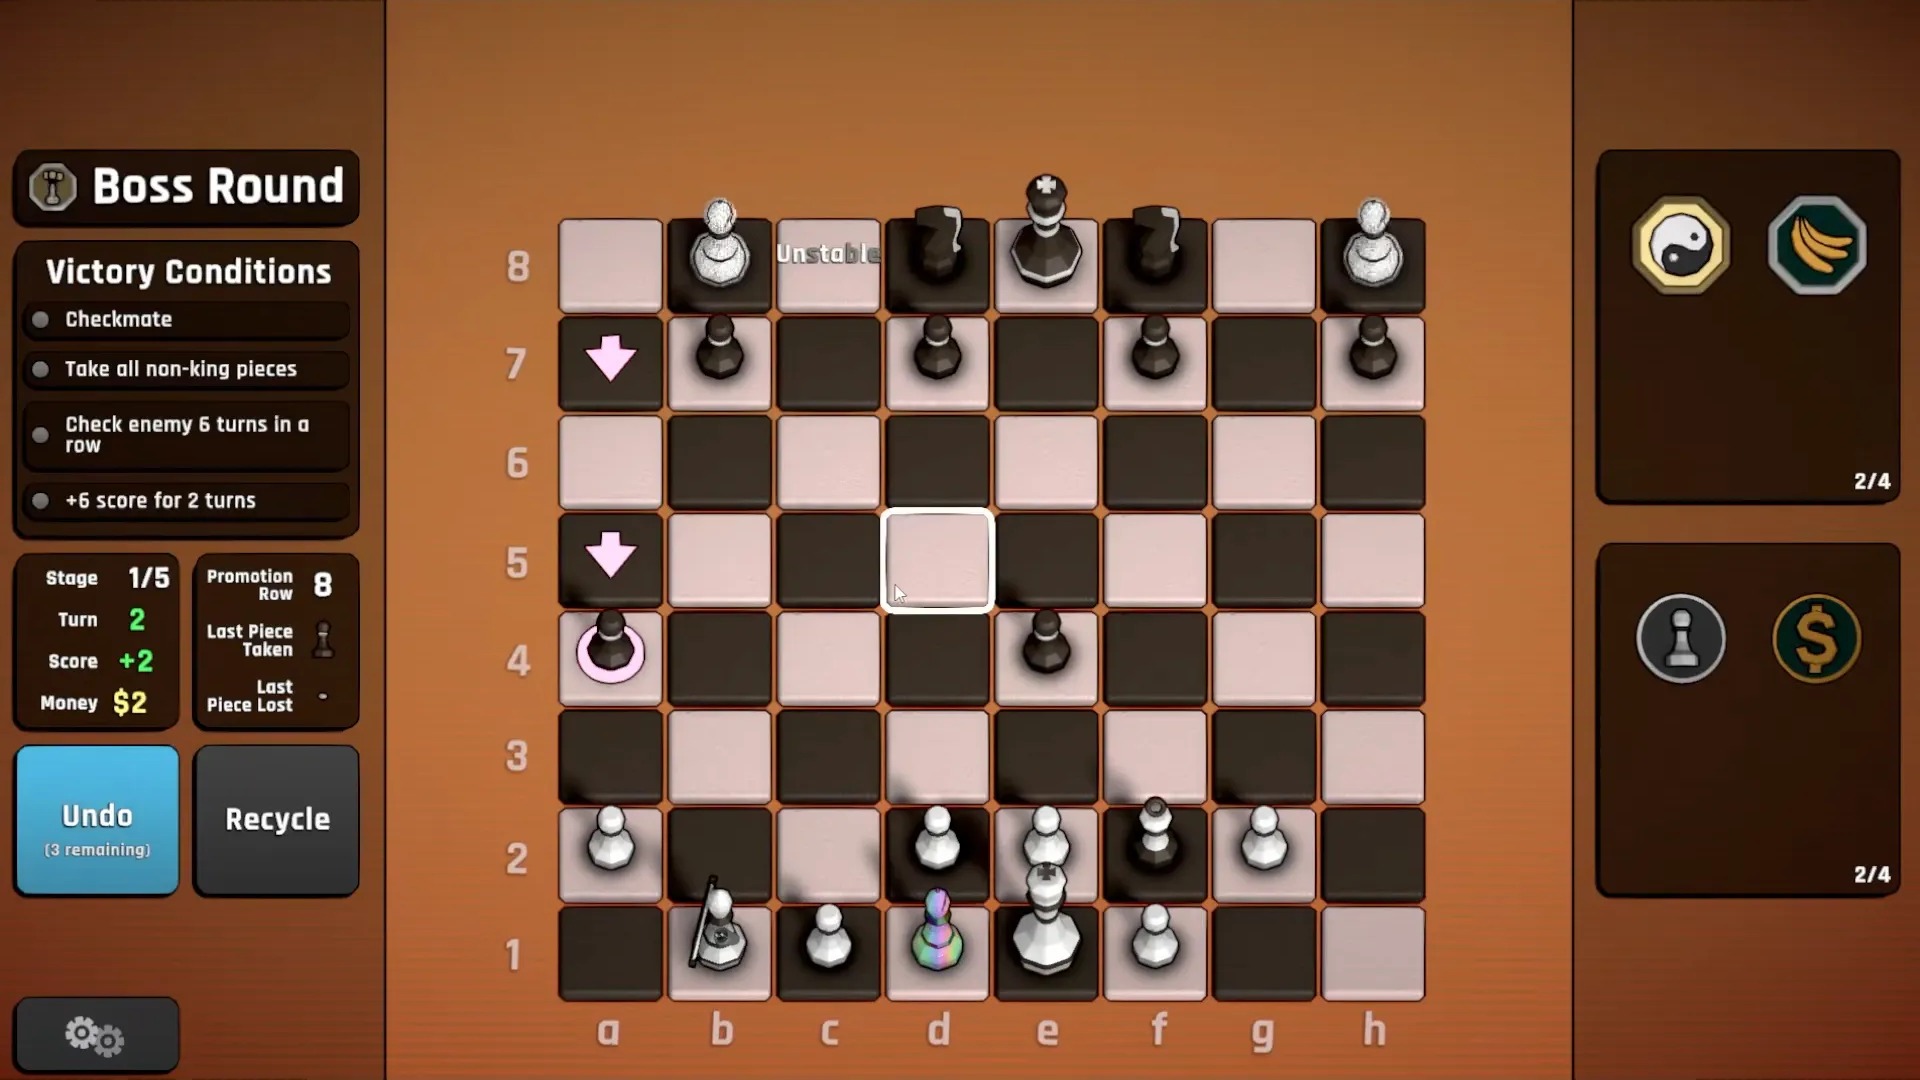 Boss Round
Victory Conditions
Checkmate
Take all non-king pieces
Check enemy 6 turns in a
row
+6 score for 2 turns
Stage 1/5
Turn 2
Score +2
Money $2
Promotion
Row 8
Last Piece
Taken
Last
Piece Lost -
Undo
(3 remaining)
Recycle
8
Unstable
7
6
5
4
3
2
1
a b c d e f g h
2/4
$
2/4